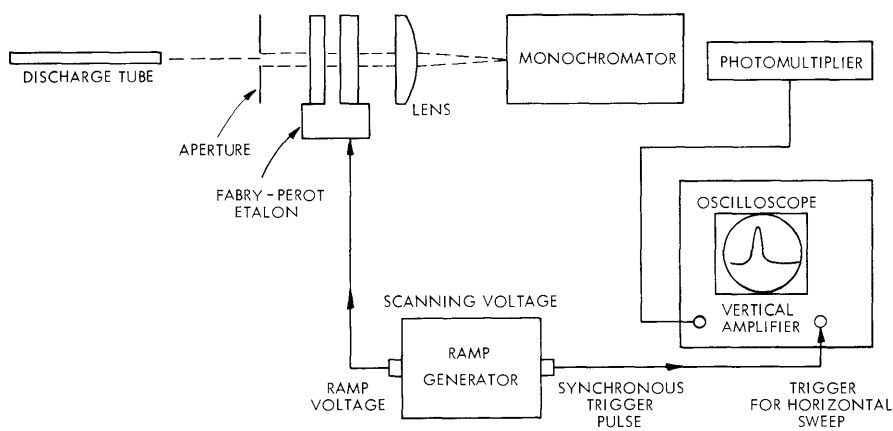 DISCHARGE TUBE
APERTURE
FABRY - PEROT
ETALON
LENS
MONOCHROMATOR
PHOTOMULTIPLIER
OSCILLOSCOPE
VERTICAL
AMPLIFIER
SCANNING VOLTAGE
RAMP
GENERATOR
RAMP
VOLTAGE
SYNCHRONOUS
TRIGGER
PULSE
TRIGGER
FOR HORIZONTAL
SWEEP